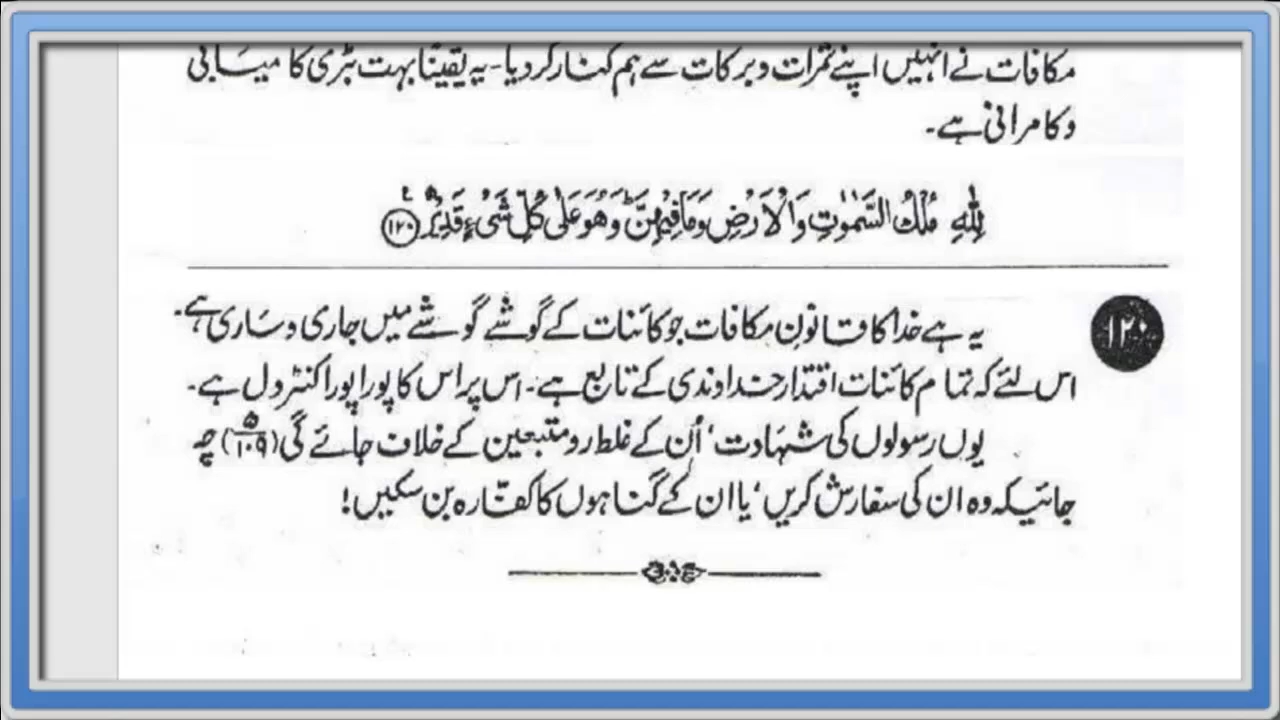 مکافات نے انہیں اپنے ثمرات و برکات سے ہم کنار کر دیا۔ یہ یقیناً بہت بڑی کامیابی
و کامرانی ہے۔
لِلّٰهِ مُلْكُ السَّمٰوٰتِ وَالْاَرْضِ وَمَا فِيْهِنَّ ۭ وَهُوَ عَلٰى كُلِّ شَىْءٍ قَدِيْرٌ ﴿۱۲۰﴾
۱۲۰
یہ ہے خدا کا قانونِ مکافات جو کائنات کے گوشے گوشے میں جاری و ساری ہے۔
اس لئے کہ تمام کائنات اقتدارِ خداوندی کے تابع ہے۔ اس پر اس کا پورا پورا کنٹرول ہے۔
یوں رسولوں کی شہادت، اُن کے غلط رو متبعین کے خلاف جائے گی (۵/۱۰۹) چہ
جائیکہ وہ ان کی سفارش کریں، یا ان کے گناہوں کا کفّارہ بن سکیں!